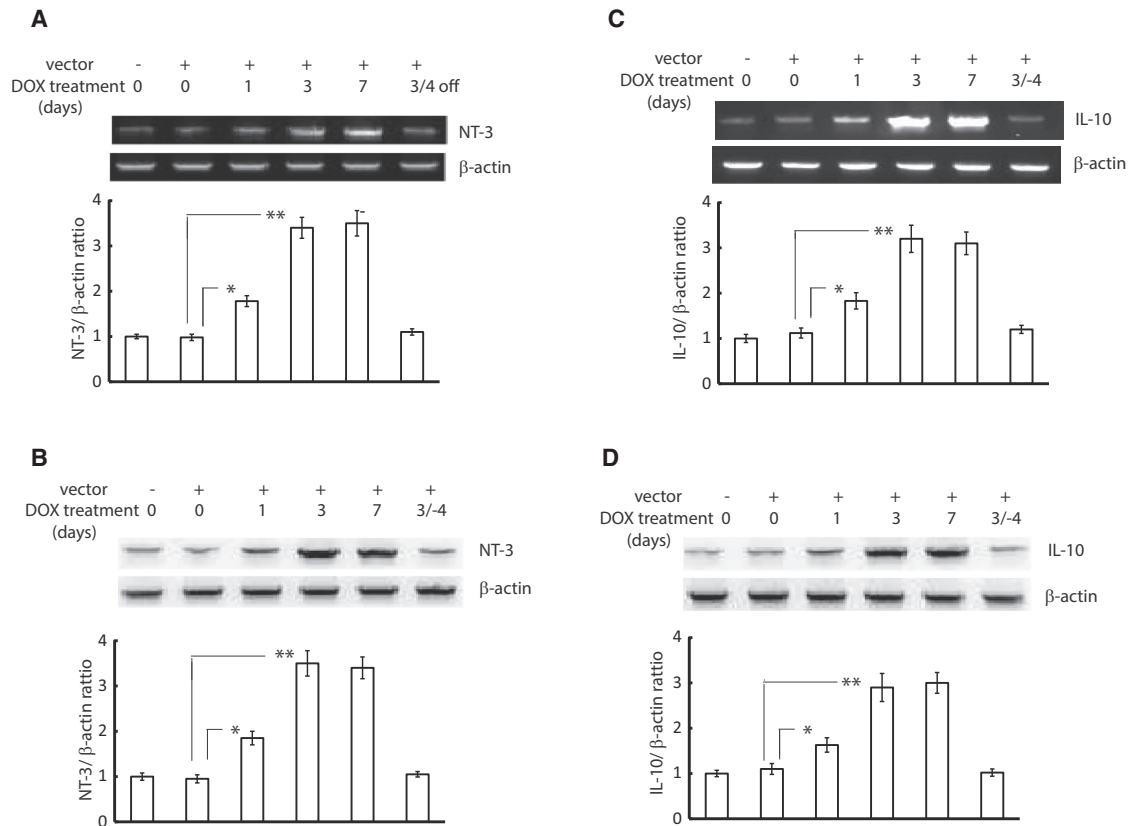 A
vector - + + + + +
DOX treatment 0 0 1 3 7 3/4 off
(days)
NT-3
β-actin
NT-3/ β-actin rattio
4
3
2
1
0
**
*
C
vector - + + + + +
DOX treatment 0 0 1 3 7 3/-4
(days)
IL-10
β-actin
IL-10/ β-actin rattio
4
3
2
1
0
**
*
B
vector - + + + + +
DOX treatment 0 0 1 3 7 3/-4
(days)
NT-3
β-actin
NT-3/ β-actin rattio
4
3
2
1
0
**
*
D
vector - + + + + +
DOX treatment 0 0 1 3 7 3/-4
(days)
IL-10
β-actin
IL-10/ β-actin rattio
4
3
2
1
0
**
*